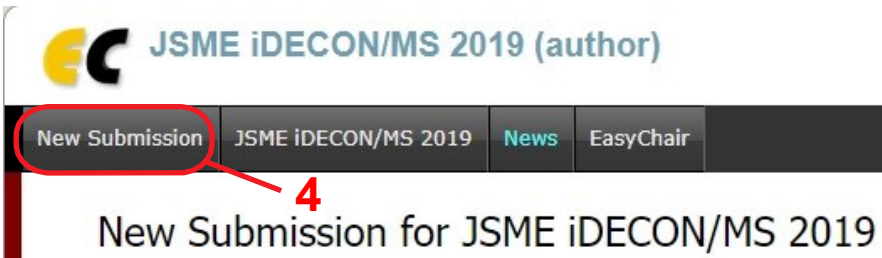 EC JSME iDECON/MS 2019 (author)
New Submission JSME iDECON/MS 2019 News EasyChair
4
New Submission for JSME iDECON/MS 2019